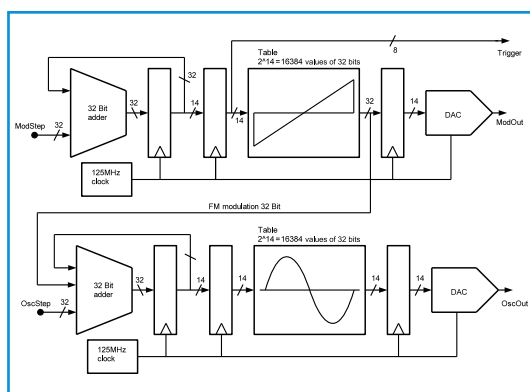 8
Trigger
Table
2^14 = 16384 values of 32 bits
32
32 Bit
adder
32
14
14
32
14
DAC
ModOut
ModStep
32
125MHz
clock
FM modulation 32 Bit
Table
2^14 = 16384 values of 32 bits
32 Bit
adder
32
14
14
14
14
DAC
OscOut
OscStep
32
125MHz
clock